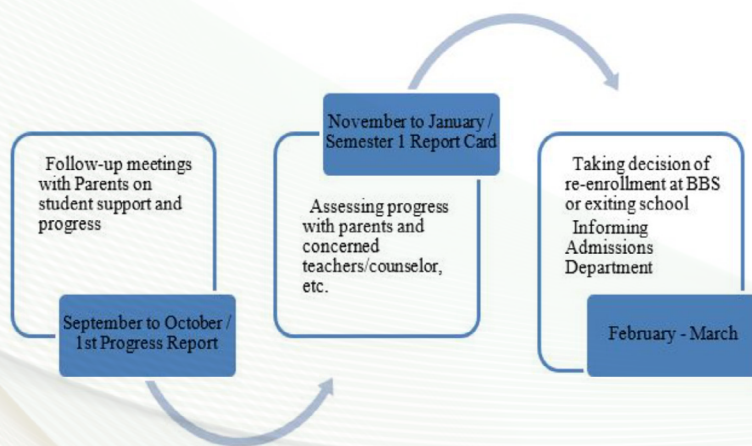 Follow-up meetings
with Parents on
student support and
progress
September to October /
1st Progress Report
November to January /
Semester 1 Report Card
Assessing progress
with parents and
concerned
teachers/counselor,
etc.
Taking decision of
re-enrollment at BBS
or exiting school
Informing
Admissions
Department
February - March